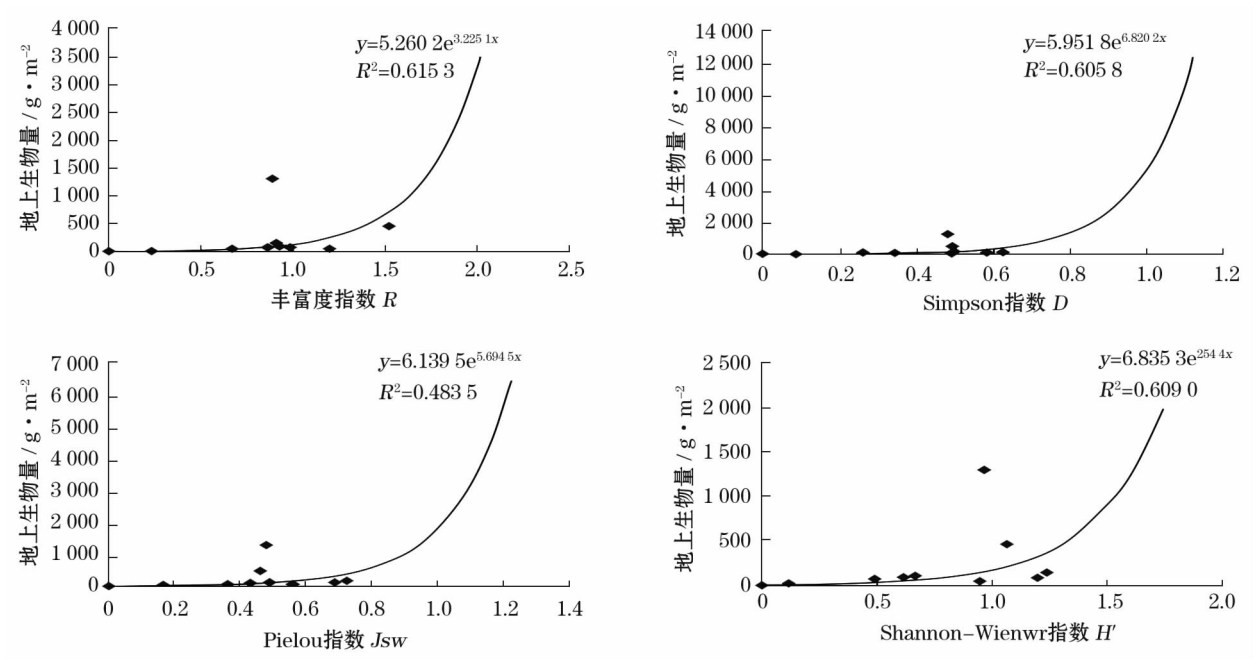 地上生物量 / g·m⁻²
4 000
3 500
3 000
2 500
2 000
1 500
1 000
500
0
y=5.260 2e³·²²⁵ ¹ˣ
R²=0.615 3
0 0.5 1.0 1.5 2.0 2.5
丰富度指数 R
地上生物量 / g·m⁻²
14 000
12 000
10 000
8 000
6 000
4 000
2 000
0
y=5.951 8e⁶·⁸²⁰ ²ˣ
R²=0.605 8
0 0.2 0.4 0.6 0.8 1.0 1.2
Simpson指数 D
地上生物量 / g·m⁻²
7 000
6 000
5 000
4 000
3 000
2 000
1 000
0
y=6.139 5e⁵·⁶⁹⁴ ⁵ˣ
R²=0.483 5
0 0.2 0.4 0.6 0.8 1.0 1.2 1.4
Pielou指数 Jsw
地上生物量 / g·m⁻²
2 500
2 000
1 500
1 000
500
0
y=6.835 3e²⁵⁴ ⁴ˣ
R²=0.609 0
0 0.5 1.0 1.5 2.0
Shannon–Wienwr指数 H′